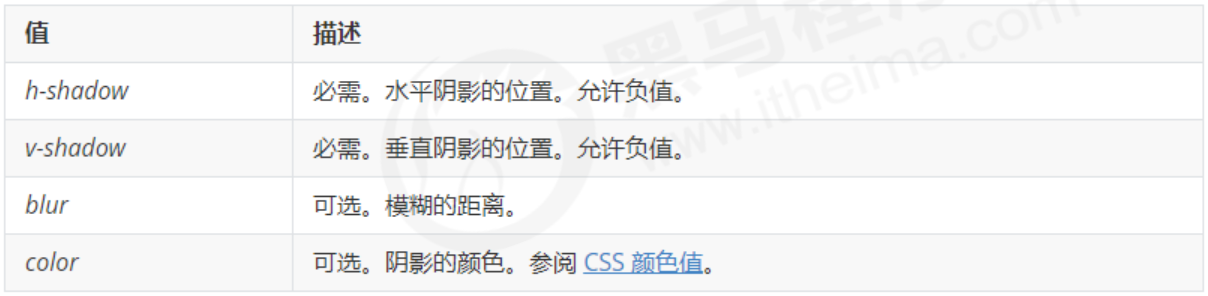 值 描述
h-shadow 必需。水平阴影的位置。允许负值。
v-shadow 必需。垂直阴影的位置。允许负值。
blur 可选。模糊的距离。
color 可选。阴影的颜色。参阅 CSS 颜色值。
黑马程序
www.itheima.com